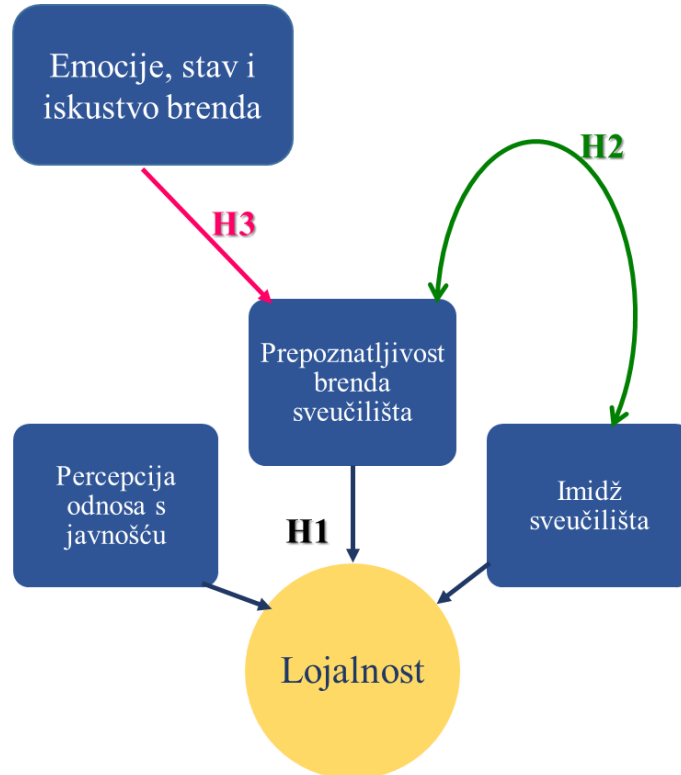 Emocije, stav i
iskustvo brenda
H2
H3
Prepoznatljivost
brenda
sveučilišta
Percepcija
odnosa s
javnošću
Imidž
sveučilišta
H1
Lojalnost